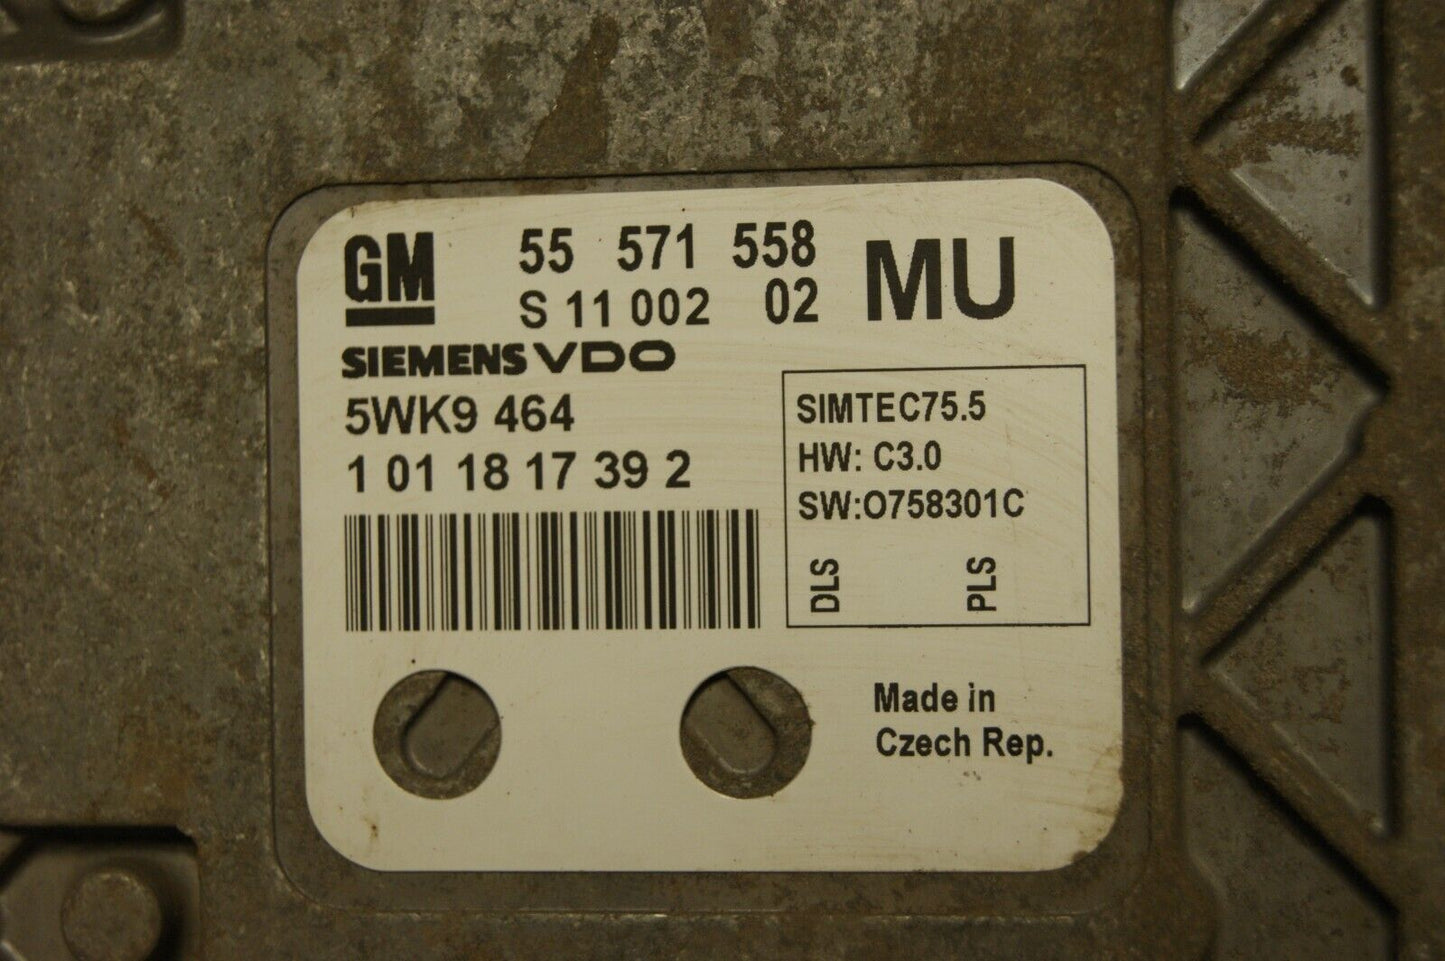 GM 55 571 558 MU
S 11 002 02
SIEMENS VDO
5WK9 464
1 01 18 17 39 2
SIMTEC75.5
HW: C3.0
SW:O758301C
DLS PLS
Made in
Czech Rep.